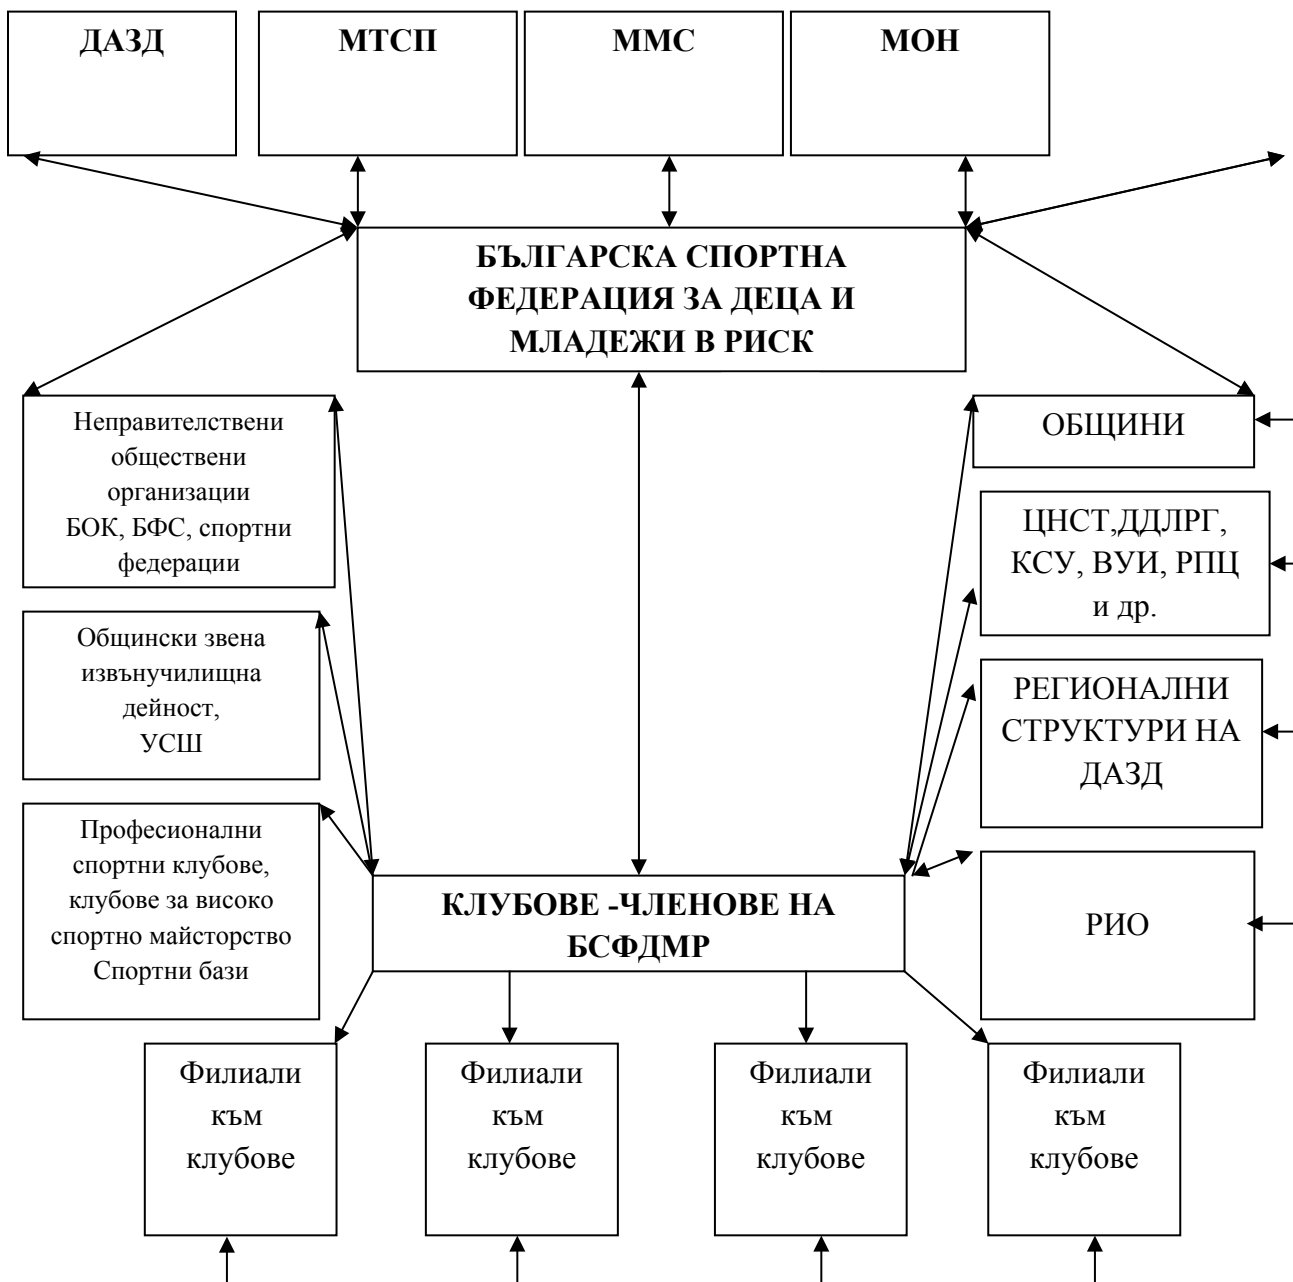 ДАЗД
МТСП
ММС
МОН
БЪЛГАРСКА СПОРТНА
ФЕДЕРАЦИЯ ЗА ДЕЦА И
МЛАДЕЖИ В РИСК
Неправителствени
обществени
организации
БОК, БФС, спортни
федерации
ОБЩИНИ
ЦНСТ,ДДЛРГ,
КСУ, ВУИ, РПЦ
и др.
Общински звена
извънучилищна
дейност,
УСШ
РЕГИОНАЛНИ
СТРУКТУРИ НА
ДАЗД
Професионални
спортни клубове,
клубове за високо
спортно майсторство
Спортни бази
КЛУБОВЕ -ЧЛЕНОВЕ НА
БСФДМР
РИО
Филиали
към
клубове
Филиали
към
клубове
Филиали
към
клубове
Филиали
към
клубове